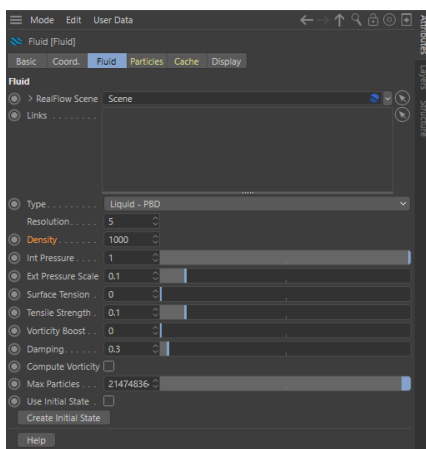 Mode Edit User Data
Fluid [Fluid]
Basic Coord. Fluid Particles Cache Display
Fluid
> RealFlow Scene Scene
Links . . . . . . . .
Type. . . . . . . . . Liquid - PBD
Resolution. . . . . 5
Density . . . . . . . 1000
Int Pressure . . . . 1
Ext Pressure Scale 0.1
Surface Tension . 0
Tensile Strength . 0.1
Vorticity Boost . . 0
Damping. . . . . . 0.3
Compute Vorticity
Max Particles . . . 21474836
Use Initial State .
Create Initial State
Help
Attributes
Layers
Structure